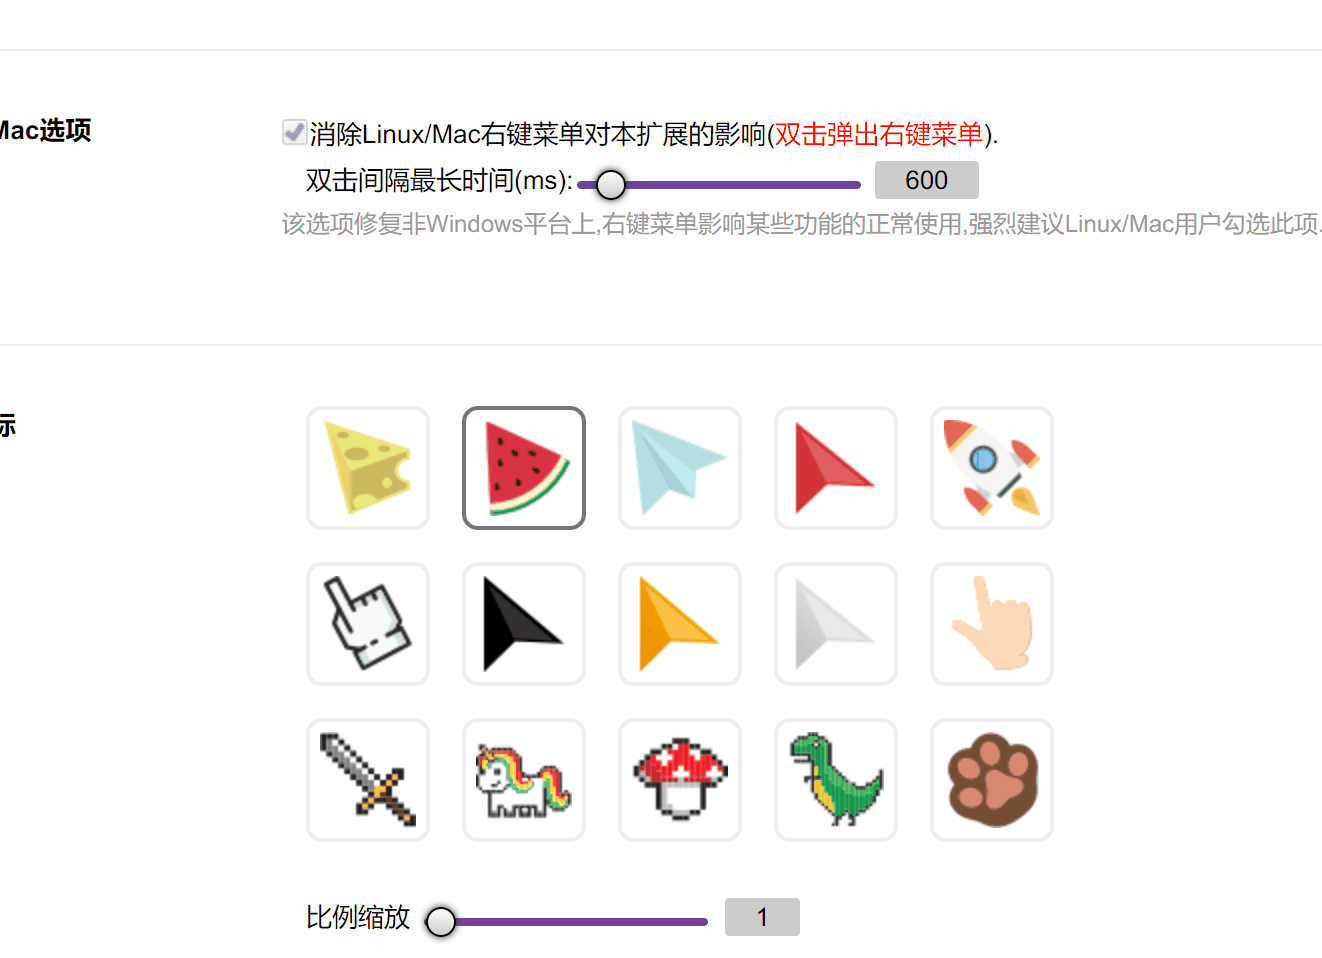 Mac选项
消除Linux/Mac右键菜单对本扩展的影响(双击弹出右键菜单).
双击间隔最长时间(ms): 600
该选项修复非Windows平台上,右键菜单影响某些功能的正常使用,强烈建议Linux/Mac用户勾选此项.
标
比例缩放 1